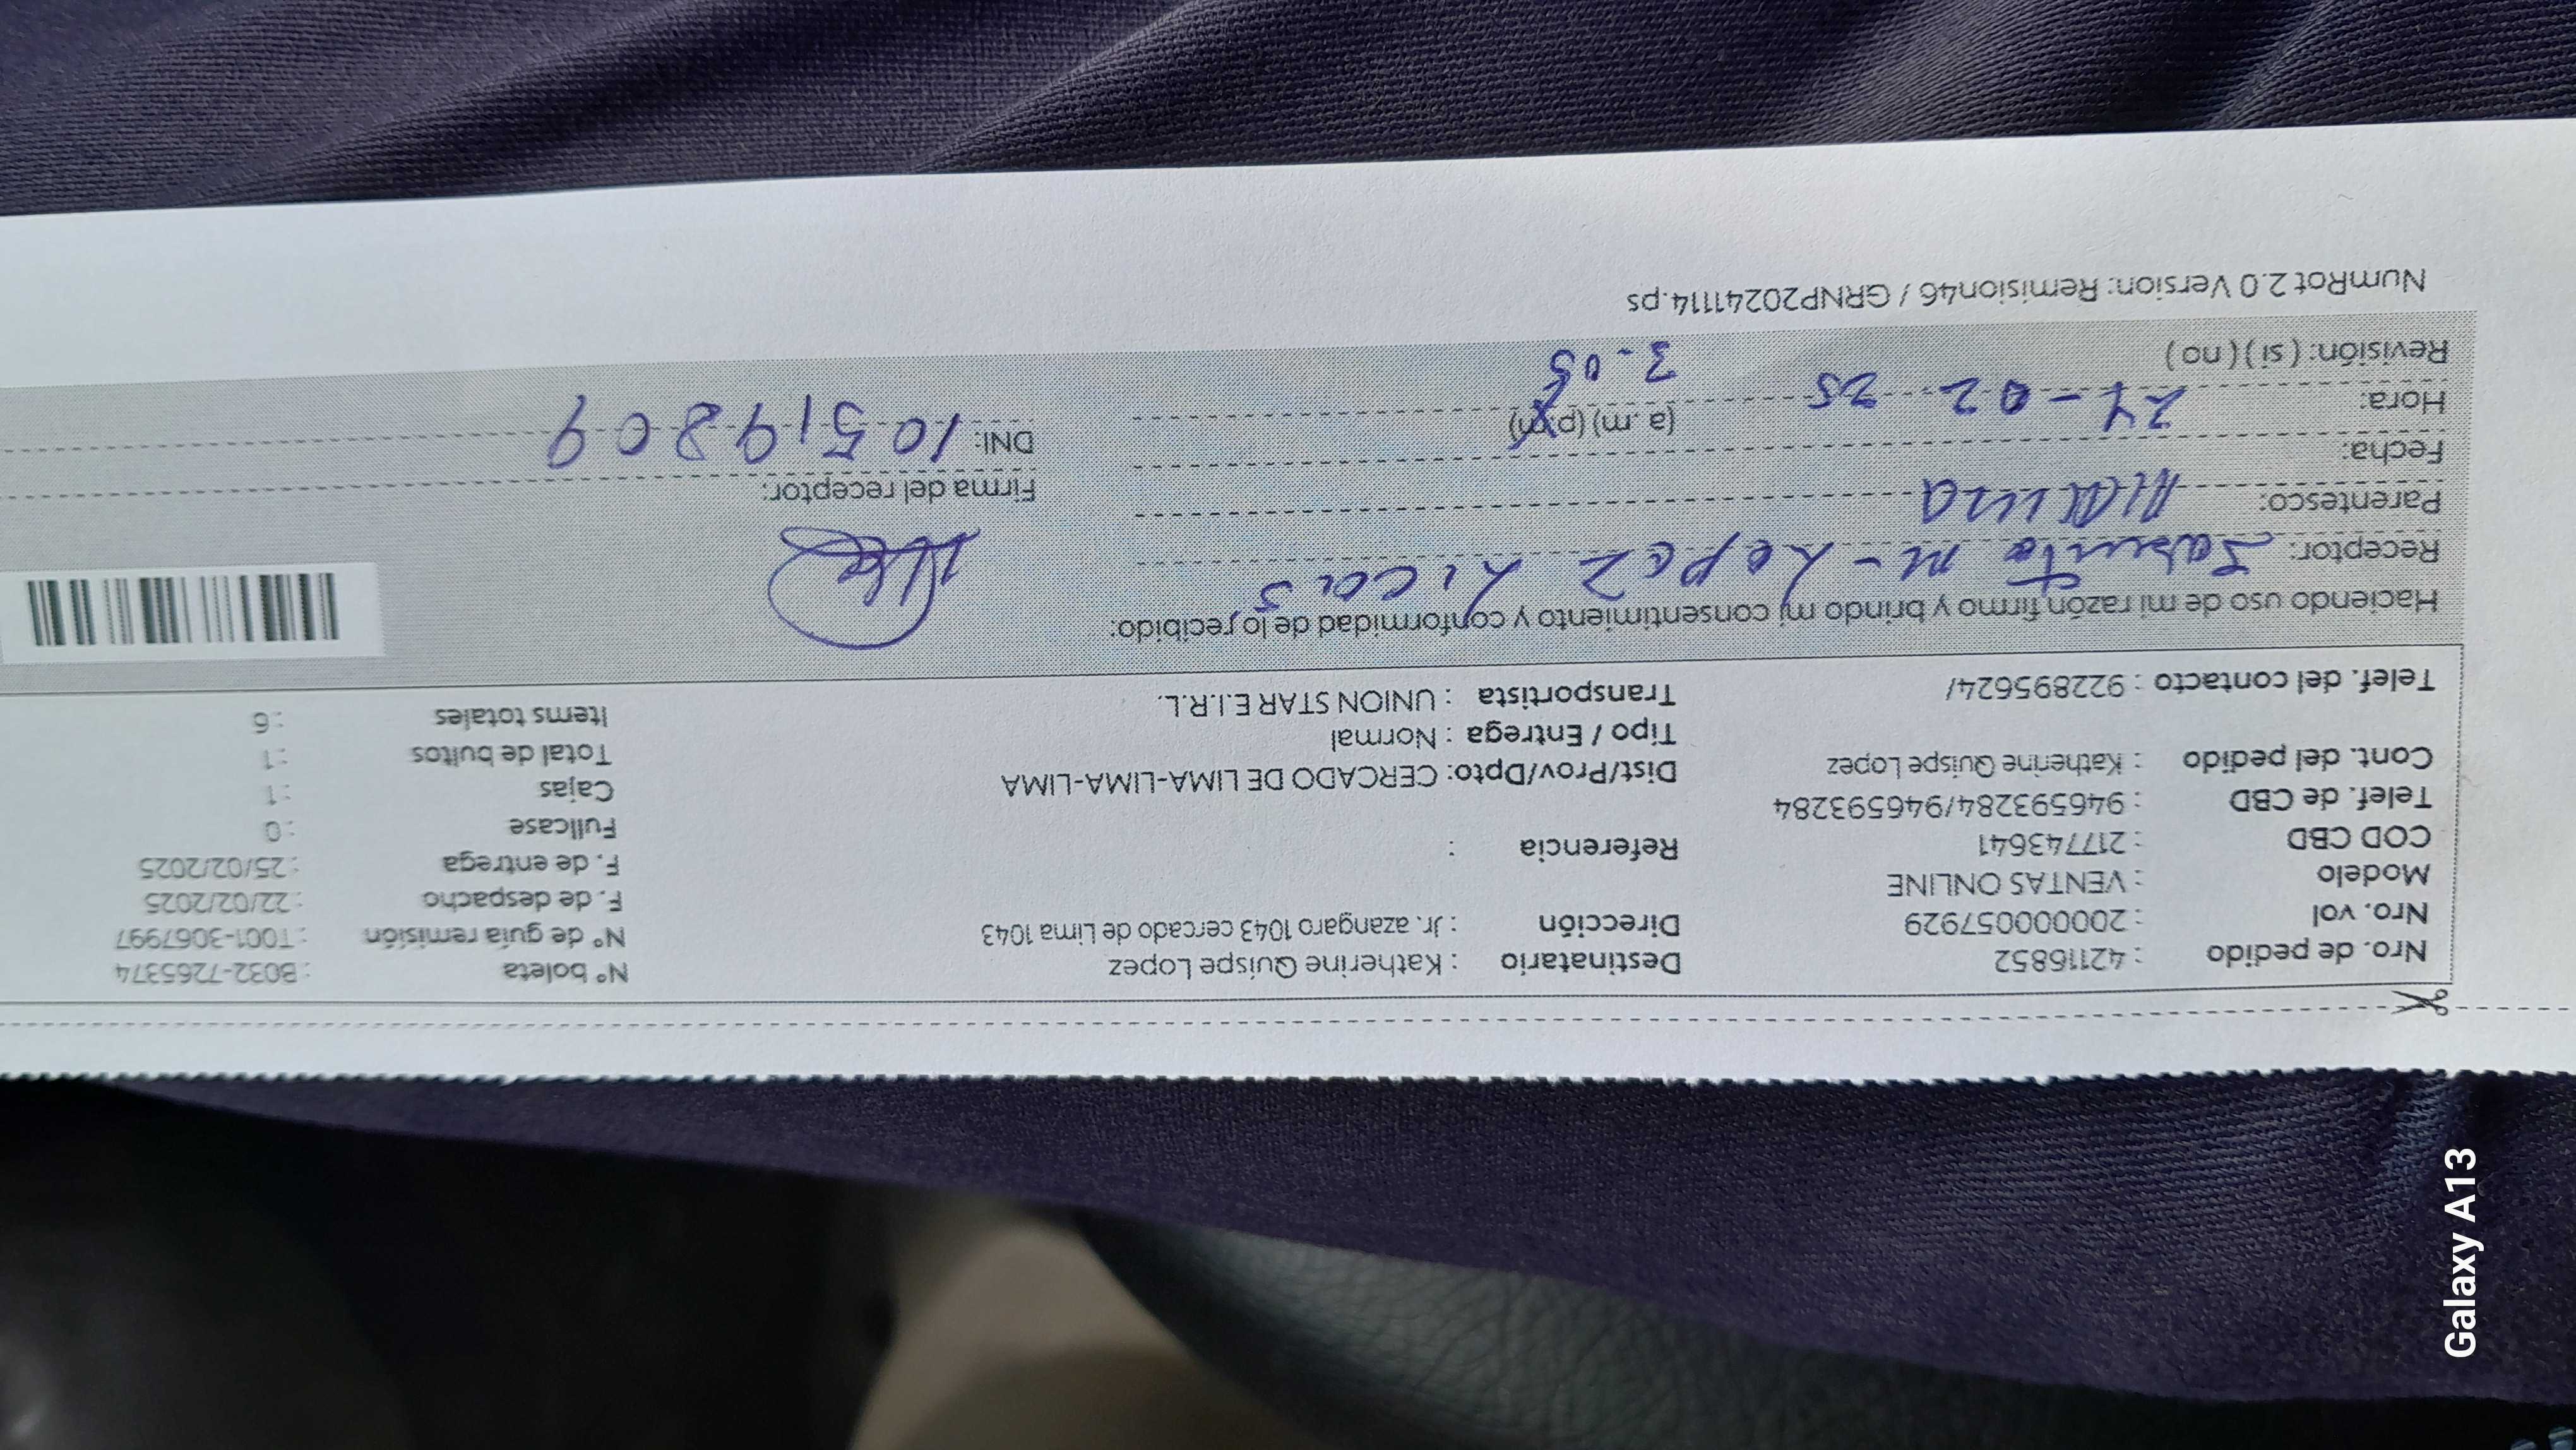 Nro. de pedido : 42116852
Nro. vol : 200000057929
Modelo : VENTAS ONLINE
COD CBD : 217743641
Telef. de CBD : 946593284/946593284
Cont. del pedido : Katherine Quispe Lopez
Telef. del contacto : 922895624/
Destinatario : Katherine Quispe Lopez
Dirección : Jr. azangaro 1043 cercado de Lima 1043
Referencia :
Dist/Prov/Dpto: CERCADO DE LIMA-LIMA-LIMA
Tipo / Entrega : Normal
Transportista : UNION STAR E.I.R.L.
N° boleta : B032-7265374
N° de guía remisión : T001-3067997
F. de despacho : 22/02/2025
F. de entrega : 25/02/2025
Fullcase : 0
Cajas : 1
Total de bultos : 1
Items totales : 6
Haciendo uso de mi razón firmo y brindo mi consentimiento y conformidad de lo recibido:
Receptor: m - Lopez
Parentesco:
Fecha: 24-02 25
Hora: (a.m) (p.m) 3-05
Revisión: ( si ) ( no )
Firma del receptor:
DNI: 10519809
NumRot 2.0 Version: Remision46 / GRNP20241114.ps
Galaxy A13